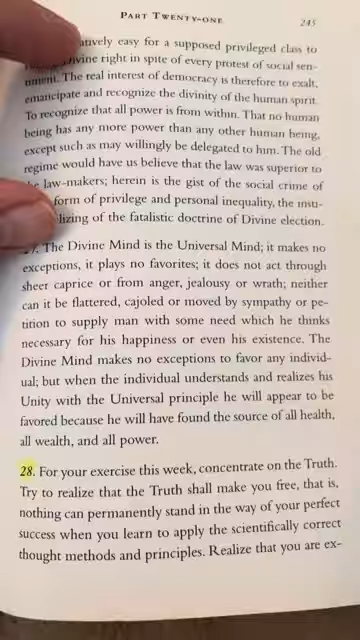 PART TWENTY-ONE 245
easy for a supposed privileged class to
Divine right in spite of every protest of social sen-
The real interest of democracy is therefore to exalt,
emancipate and recognize the divinity of the human spirit.
To recognize that all power is from within. That no human
being has any more power than any other human being,
except such as may willingly be delegated to him. The old
regime would have us believe that the law was superior to
law-makers; herein is the gist of the social crime of
form of privilege and personal inequality, the
of the fatalistic doctrine of Divine election.
The Divine Mind is the Universal Mind; it makes no
exceptions, it plays no favorites; it does not act through
sheer caprice or from anger, jealousy or wrath; neither
can it be flattered, cajoled or moved by sympathy or pe-
tition to supply man with some need which he thinks
necessary for his happiness or even his existence. The
Divine Mind makes no exceptions to favor any individ-
ual; but when the individual understands and realizes his
Unity with the Universal principle he will appear to be
favored because he will have found the source of all health,
all wealth, and all power.
28. For your exercise this week, concentrate on the Truth.
Try to realize that the Truth shall make you free, that is,
nothing can permanently stand in the way of your perfect
success when you learn to apply the scientifically correct
thought methods and principles. Realize that you are ex-